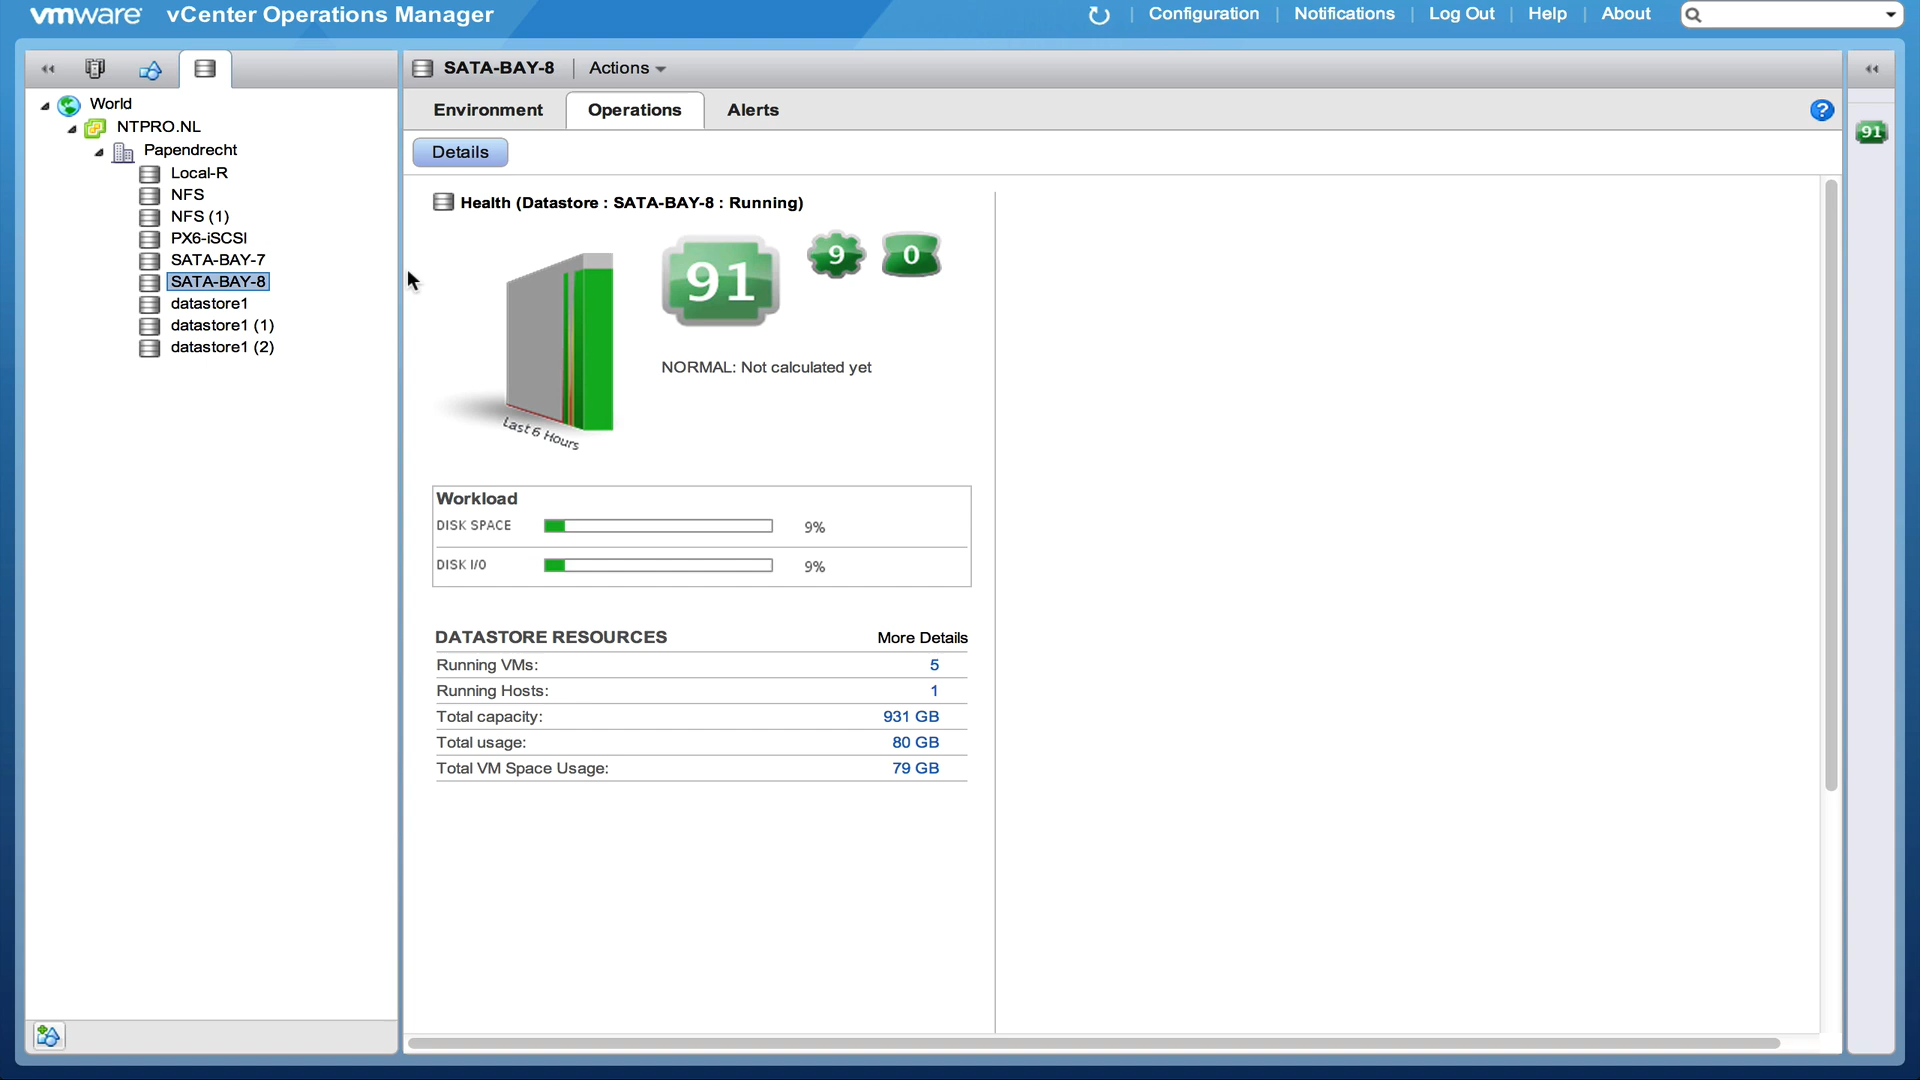 vmware vCenter Operations Manager
Configuration Notifications Log Out Help About
SATA-BAY-8 Actions
Environment Operations Alerts
Details
World
NTPRO.NL
Papendrecht
Local-R
NFS
NFS (1)
PX6-iSCSI
SATA-BAY-7
SATA-BAY-8
datastore1
datastore1 (1)
datastore1 (2)
Health (Datastore : SATA-BAY-8 : Running)
91 9 0
NORMAL: Not calculated yet
Last 6 Hours
Workload
DISK SPACE 9%
DISK I/O 9%
DATASTORE RESOURCES More Details
Running VMs: 5
Running Hosts: 1
Total capacity: 931 GB
Total usage: 80 GB
Total VM Space Usage: 79 GB
?
91